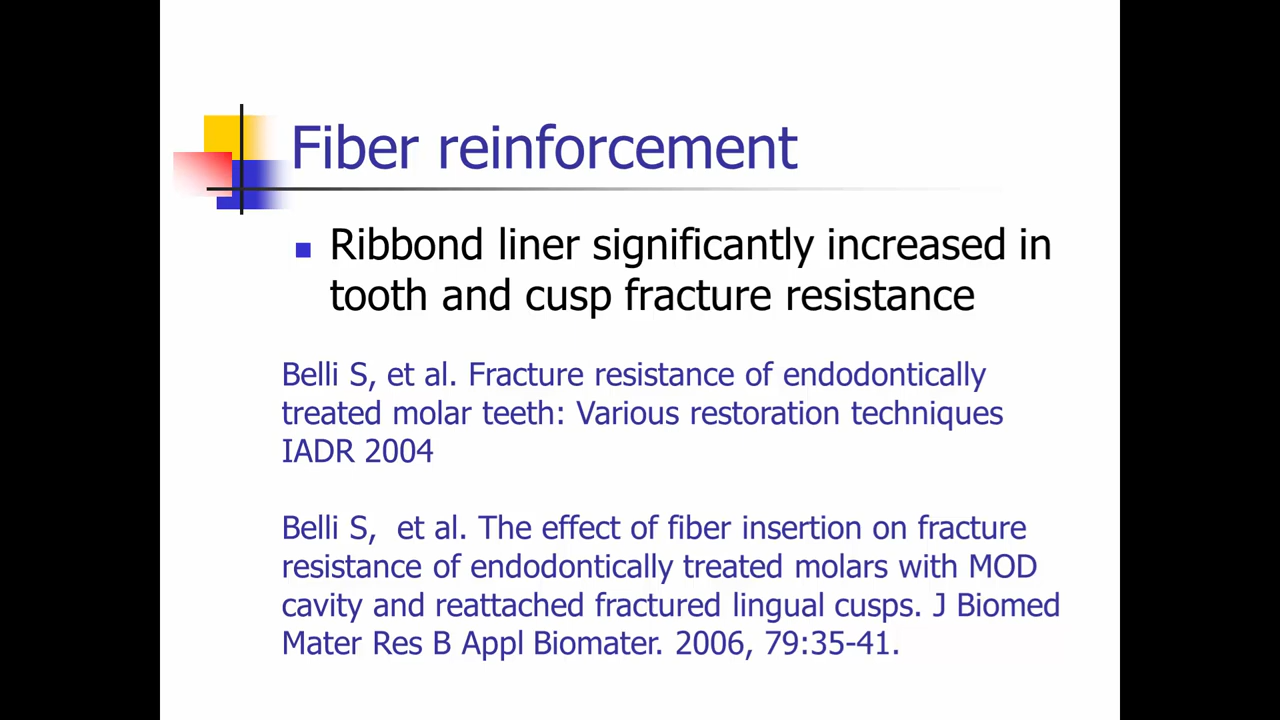 Fiber reinforcement
Ribbond liner significantly increased in
tooth and cusp fracture resistance
Belli S, et al. Fracture resistance of endodontically
treated molar teeth: Various restoration techniques
IADR 2004
Belli S,  et al. The effect of fiber insertion on fracture
resistance of endodontically treated molars with MOD
cavity and reattached fractured lingual cusps. J Biomed
Mater Res B Appl Biomater. 2006, 79:35-41.